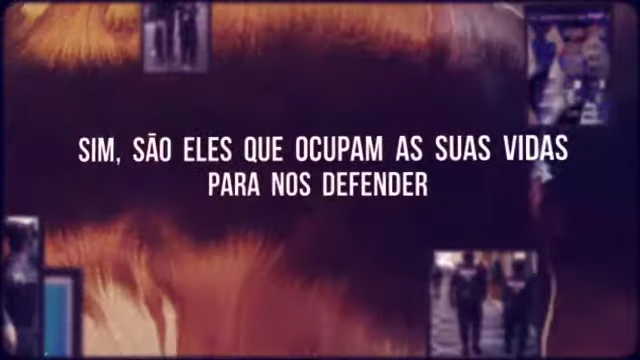 SIM, SÃO ELES QUE OCUPAM AS SUAS VIDAS
PARA NOS DEFENDER